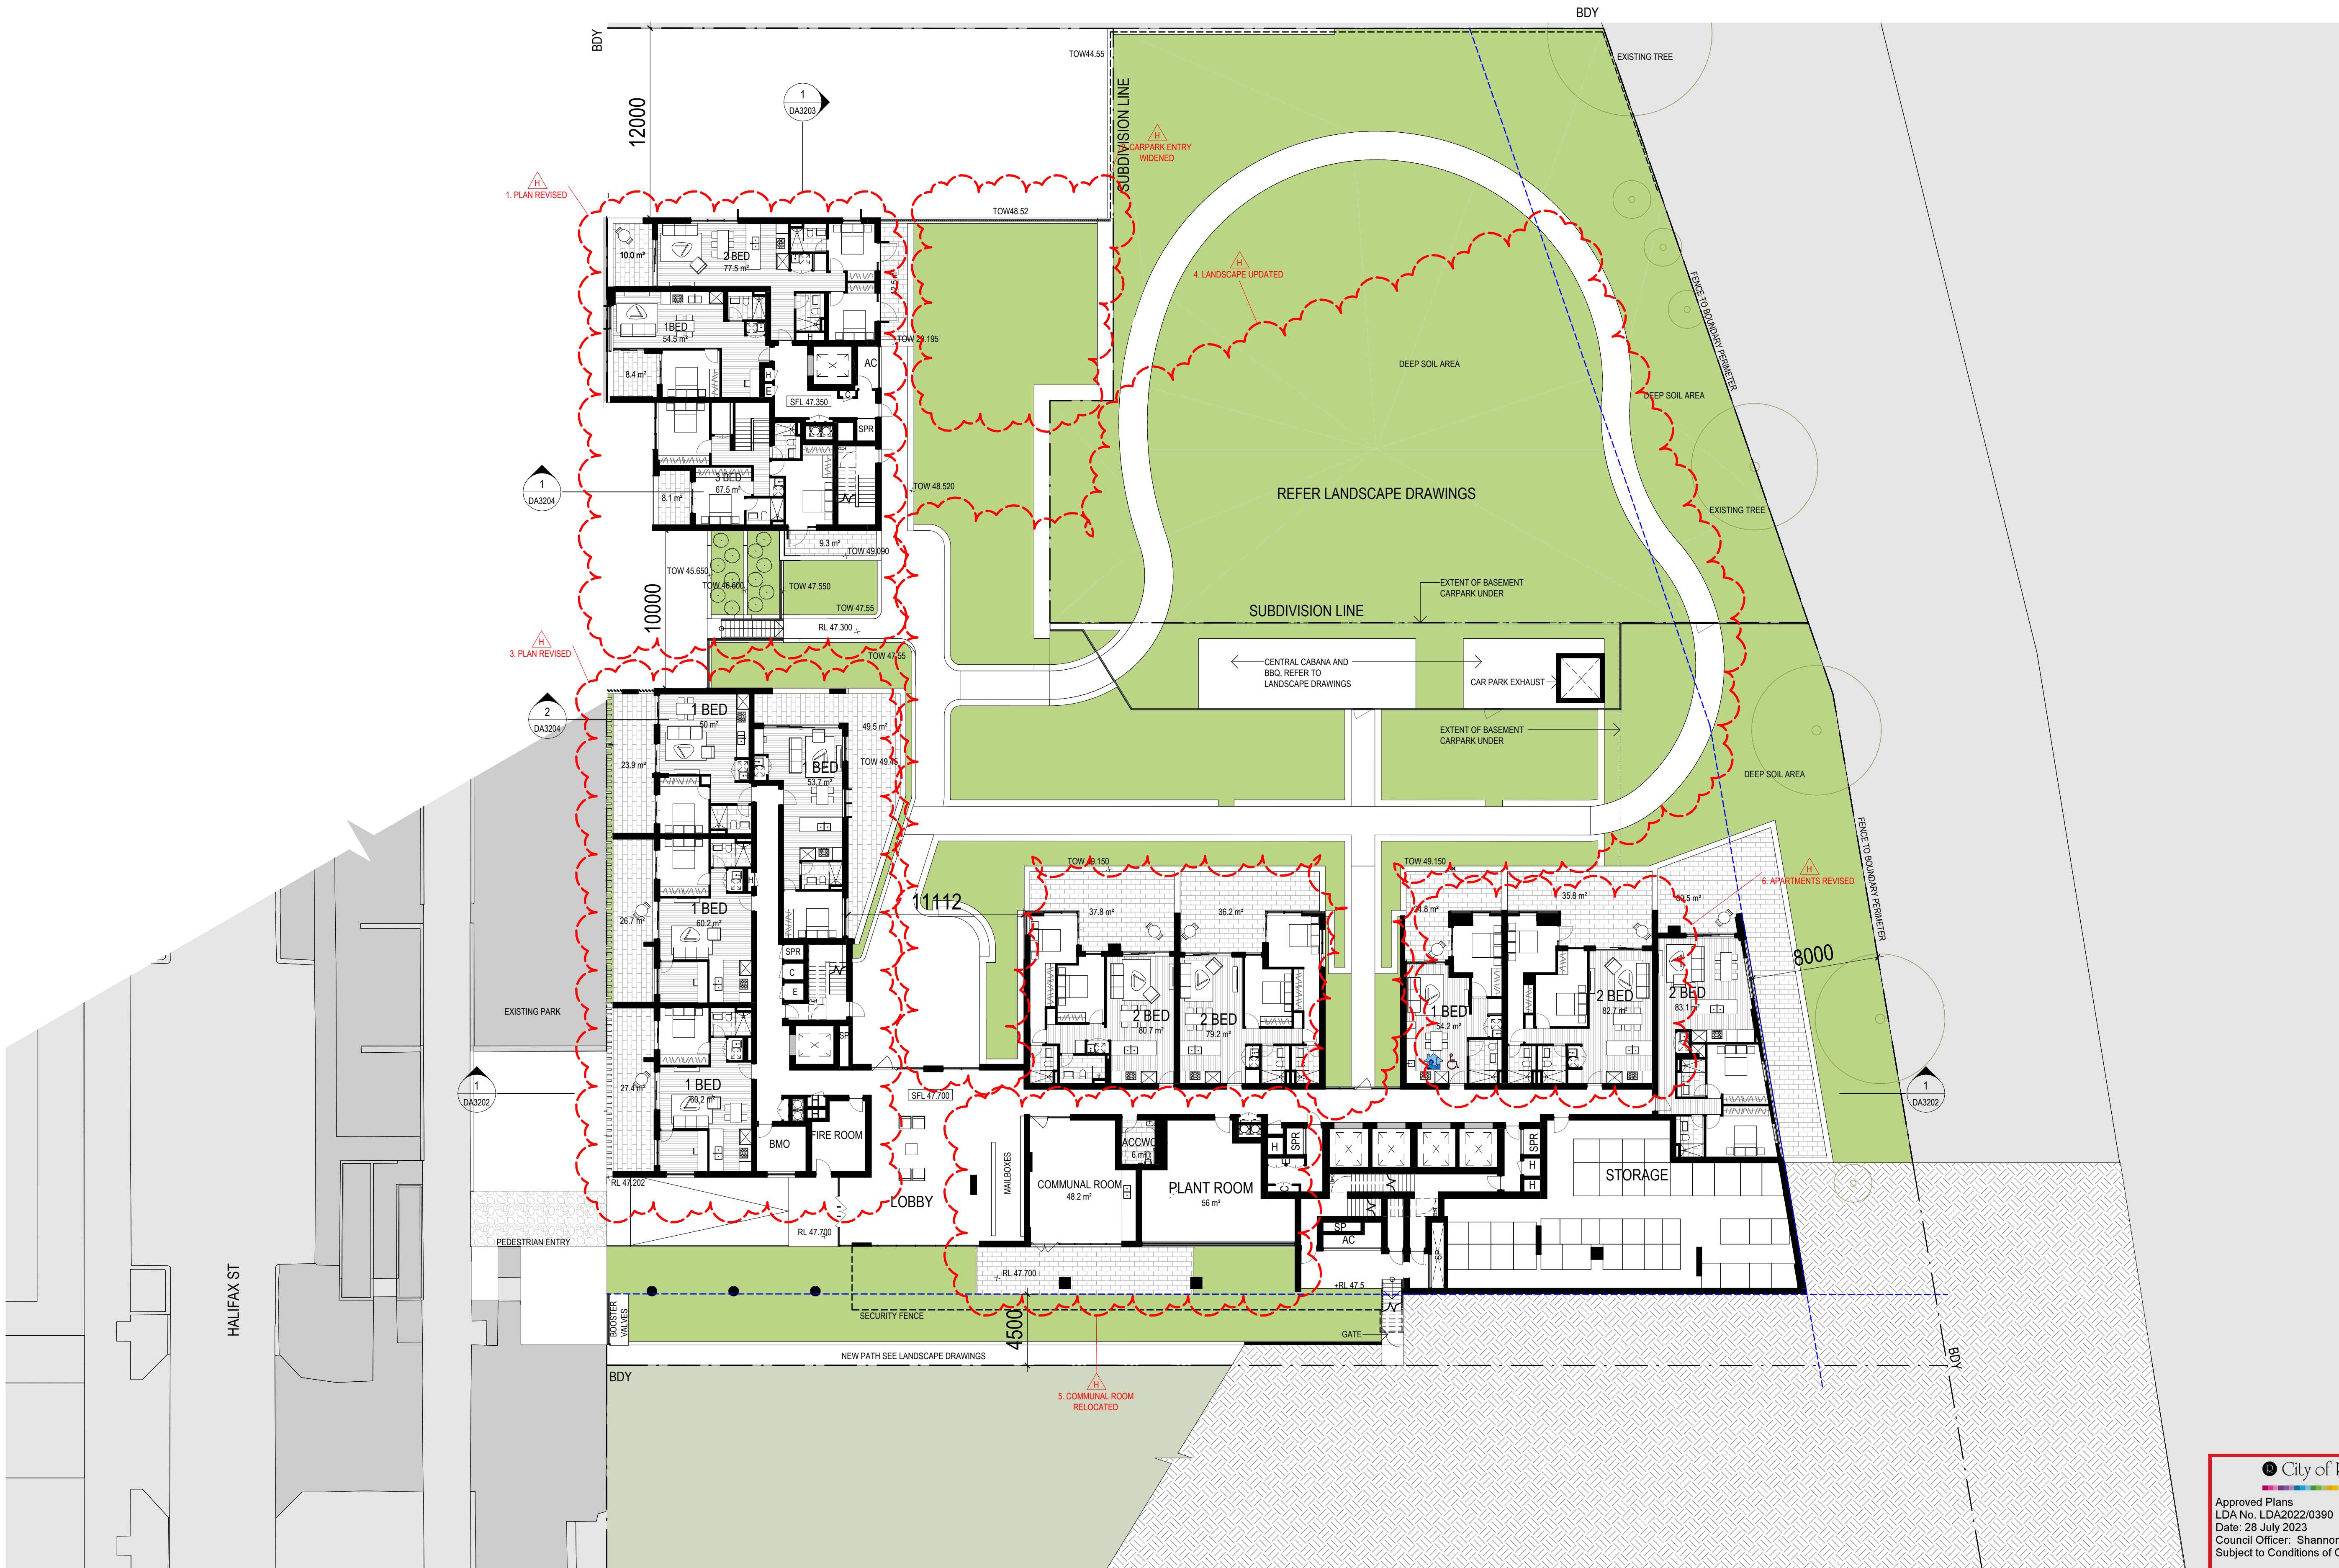 BDY
BDY
TOW44.55
EXISTING TREE
12000
1
DA3203
SUBDIVISION LINE
H
CARPARK ENTRY
WIDENED
H
1. PLAN REVISED
TOW48.52
10.0 m²
2 BED
77.5 m²
H
4. LANDSCAPE UPDATED
FENCE TO BOUNDARY PERIMETER
1BED
54.5 m²
TOW 29.195
8.4 m²
H
E
AC
C
SFL 47.350
SPR
H
DEEP SOIL AREA
DEEP SOIL AREA
1
DA3204
3 BED
67.5 m²
8.1 m²
TOW 48.520
REFER LANDSCAPE DRAWINGS
EXISTING TREE
9.3 m²
TOW 49.090
TOW 45.650
TOW 46.600
TOW 47.550
TOW 47.55
10000
RL 47.300
EXTENT OF BASEMENT
CARPARK UNDER
SUBDIVISION LINE
H
3. PLAN REVISED
TOW 47.55
CENTRAL CABANA AND
BBQ, REFER TO
LANDSCAPE DRAWINGS
CAR PARK EXHAUST
2
DA3204
1 BED
50 m²
49.5 m²
EXTENT OF BASEMENT
CARPARK UNDER
23.9 m²
1 BED
53.7 m²
TOW 49.45
DEEP SOIL AREA
FENCE TO BOUNDARY PERIMETER
TOW 49.150
TOW 49.150
H
6. APARTMENTS REVISED
H
1 BED
60.2 m²
26.7 m²
11112
37.8 m²
36.2 m²
24.8 m²
35.8 m²
8000
SPR
C
E
SP
2 BED
80.7 m²
2 BED
79.2 m²
1 BED
54.2 m²
2 BED
82.7 m²
2 BED
83.1 m²
EXISTING PARK
1
DA3202
27.4 m²
1 BED
60.2 m²
SFL 47.700
1
DA3202
BMO
FIRE ROOM
ACCWC
6 m²
H
SPR
E
C
SPR
H
H
MAILBOXES
COMMUNAL ROOM
48.2 m²
PLANT ROOM
56 m²
STORAGE
RL 47.202
LOBBY
RL 47.700
SP
AC
SP
PEDESTRIAN ENTRY
RL 47.700
+RL 47.5
HALIFAX ST
BOOSTER
VALVES
SECURITY FENCE
4500
GATE
NEW PATH SEE LANDSCAPE DRAWINGS
BDY
BDY
H
5. COMMUNAL ROOM
RELOCATED
City of
Approved Plans
LDA No. LDA2022/0390
Date: 28 July 2023
Council Officer: Shannon
Subject to Conditions of